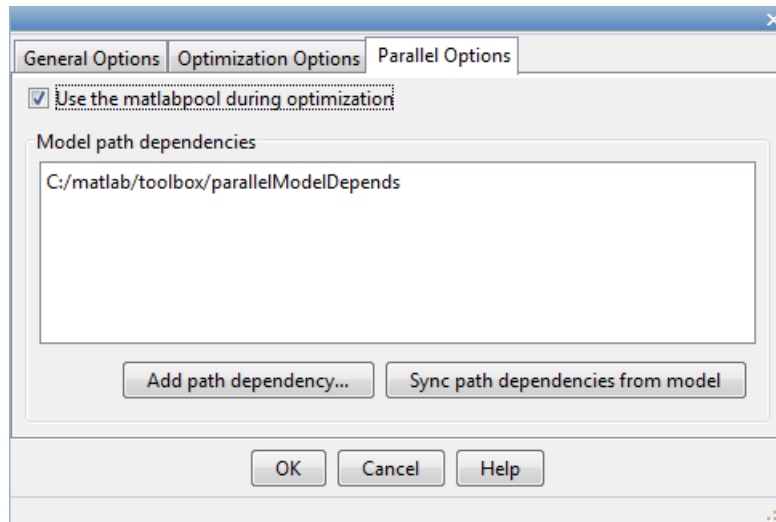 General Options
Optimization Options
Parallel Options
Use the matlabpool during optimization
Model path dependencies
C:/matlab/toolbox/parallelModelDepends
Add path dependency...
Sync path dependencies from model
OK
Cancel
Help